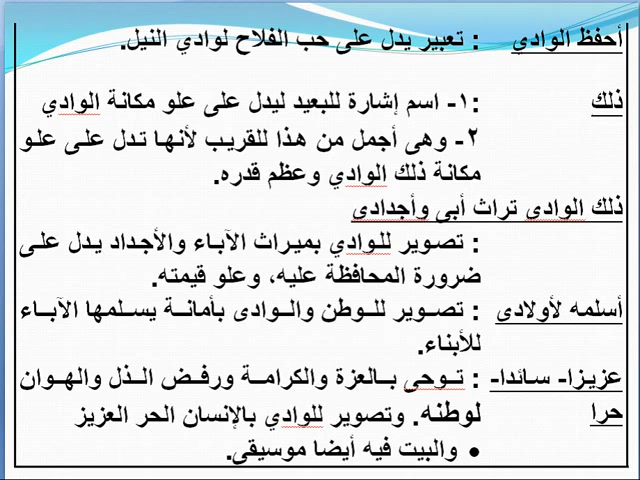 أحفظ الوادي : تعبير يدل على حب الفلاح لوادي النيل.
ذلك :١- اسم إشارة للبعيد ليدل على علو مكانة الوادي
٢- وهى أجمل من هذا للقريب لأنها تدل على علو
مكانة ذلك الوادي وعظم قدره.
ذلك الوادي تراث أبى وأجدادى
: تصوير للوادي بميراث الآباء والأجداد يدل على
ضرورة المحافظة عليه، وعلو قيمته.
أسلمه لأولادى : تصوير للوطن والوادى بأمانة يسلمها الآباء
للأبناء.
عزيزا- سائدا- : توحى بالعزة والكرامة ورفض الذل والهوان
حرا لوطنه. وتصوير للوادي بالإنسان الحر العزيز
• والبيت فيه أيضا موسيقى.